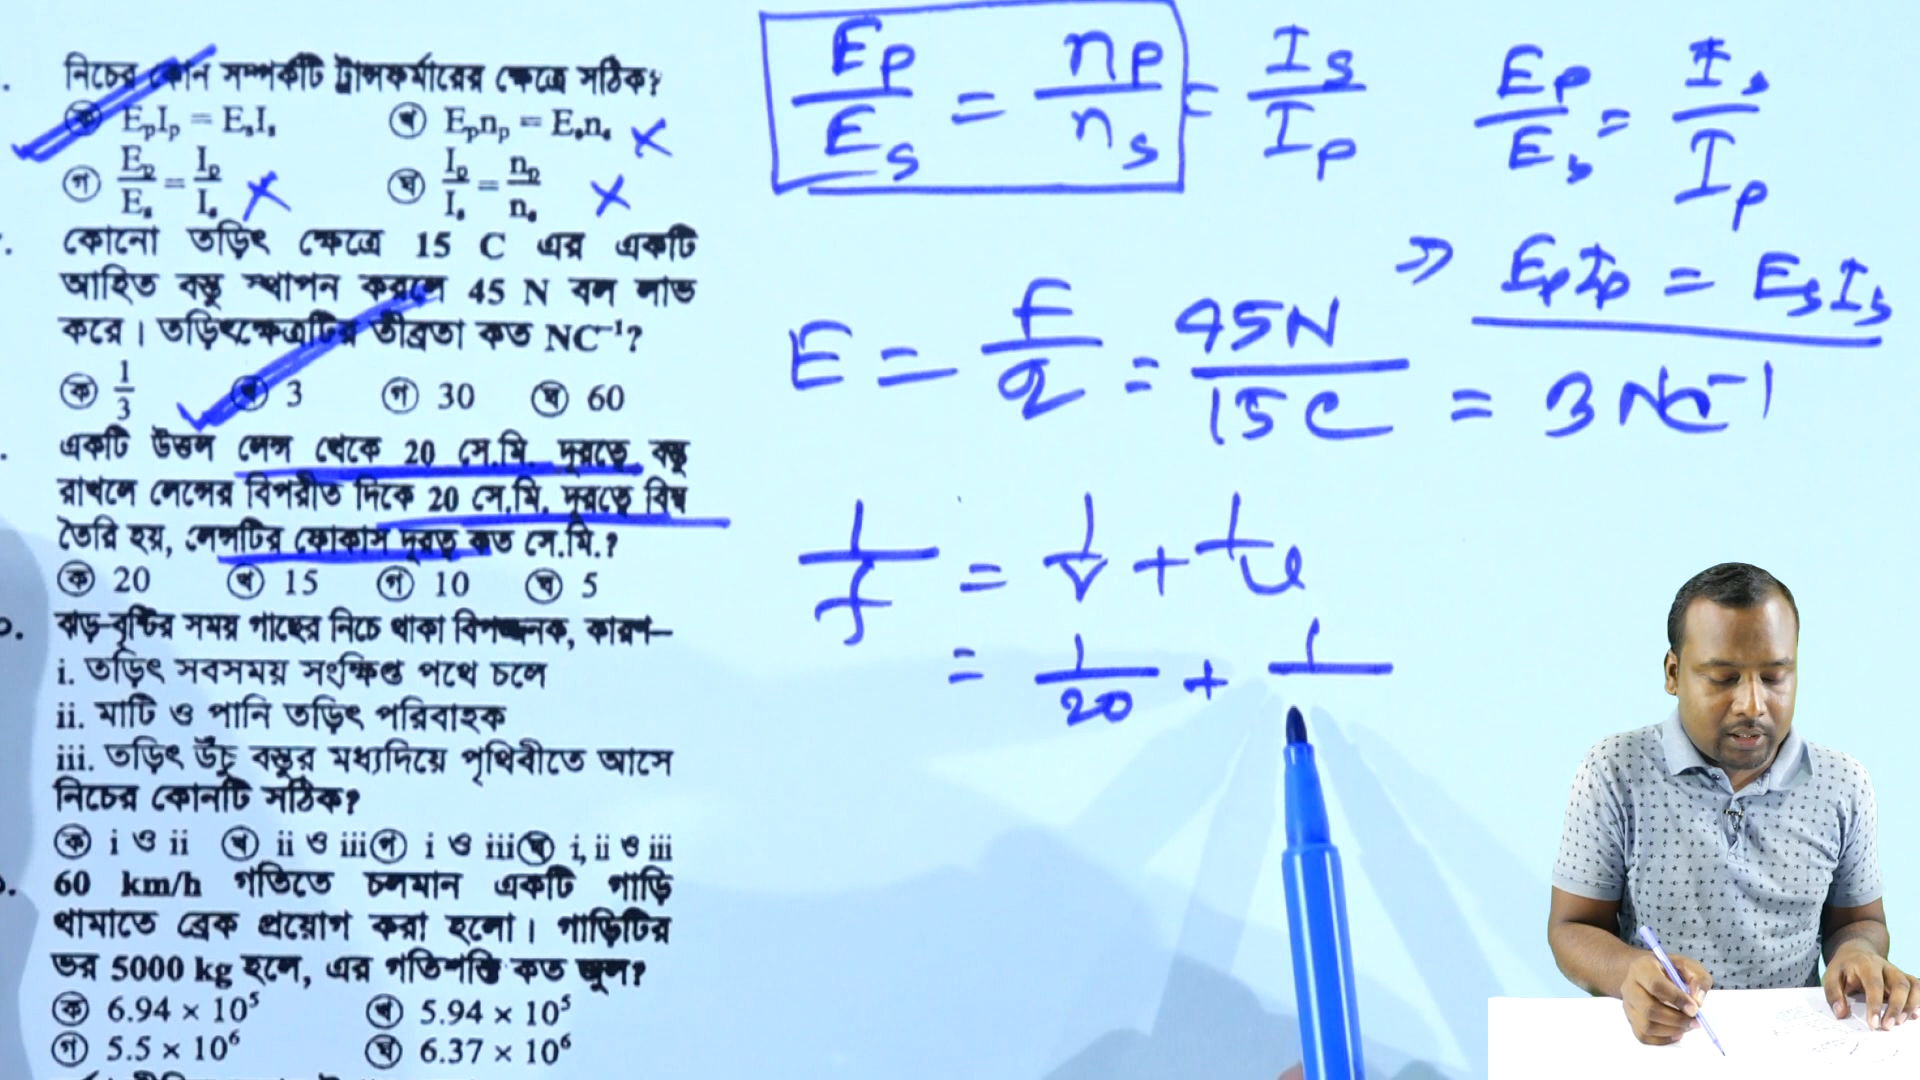 নিচের কোন সম্পর্কটি ট্রান্সফর্মারের ক্ষেত্রে সঠিক?
ক EₚIₚ = EₛIₛ খ Eₚnₚ = Eₛnₛ
গ Eₚ/Eₛ = Iₚ/Iₛ ঘ Iₚ/Iₛ = nₚ/nₛ
কোনো তড়িৎ ক্ষেত্রে 15 C এর একটি
আহিত বস্তু স্থাপন করলে 45 N বল লাভ
করে। তড়িৎক্ষেত্রটির তীব্রতা কত NC⁻¹?
ক 1/3 খ 3 গ 30 ঘ 60
একটি উত্তল লেন্স থেকে 20 সে.মি. দূরত্বে বস্তু
রাখলে লেন্সের বিপরীত দিকে 20 সে.মি. দূরত্বে বিম্ব
তৈরি হয়, লেন্সটির ফোকাস দূরত্ব কত সে.মি.?
ক 20 খ 15 গ 10 ঘ 5
ঝড়-বৃষ্টির সময় গাছের নিচে থাকা বিপজ্জনক, কারণ—
i. তড়িৎ সবসময় সংক্ষিপ্ত পথে চলে
ii. মাটি ও পানি তড়িৎ পরিবাহক
iii. তড়িৎ উঁচু বস্তুর মধ্যদিয়ে পৃথিবীতে আসে
নিচের কোনটি সঠিক?
ক i ও ii খ ii ও iii গ i ও iii ঘ i, ii ও iii
60 km/h গতিতে চলমান একটি গাড়ি
থামাতে ব্রেক প্রয়োগ করা হলো। গাড়িটির
ভর 5000 kg হলে, এর গতিশক্তি কত জুল?
ক 6.94 × 10⁵ খ 5.94 × 10⁵
গ 5.5 × 10⁶ ঘ 6.37 × 10⁶
Eₚ/Eₛ = nₚ/nₛ = Iₛ/Iₚ
Eₚ/Eₛ = Iₛ/Iₚ
⇒ EₚIₚ = EₛIₛ
E = F/q = 45N/15C = 3 NC⁻¹
1/f = 1/v + 1/u
= 1/20 + 1/